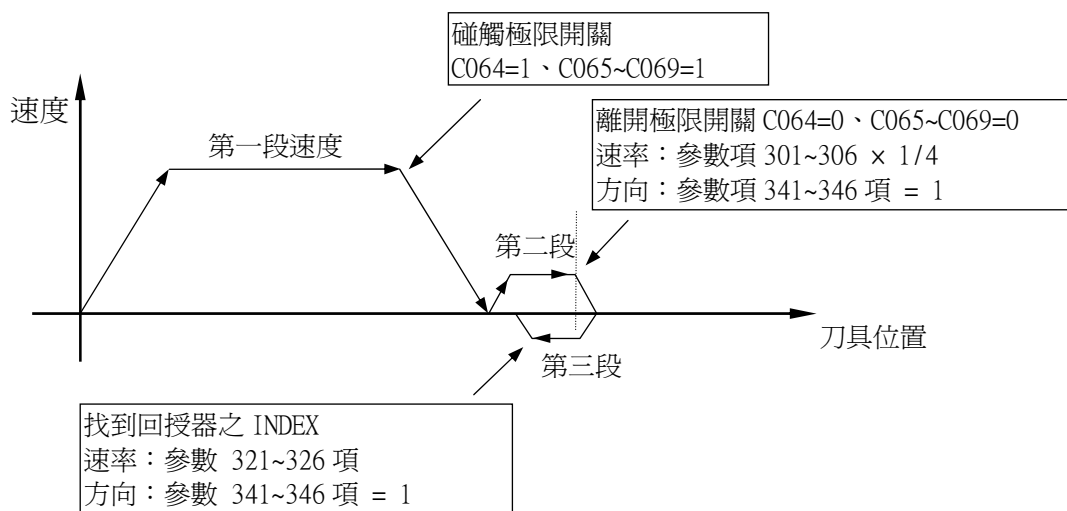 碰觸極限開關
C064=1、C065~C069=1
速度
離開極限開關 C064=0、C065~C069=0
速率：參數項 301~306 × 1/4
方向：參數項 341~346 項 = 1
第一段速度
第二段
刀具位置
第三段
找到回授器之 INDEX
速率：參數 321~326 項
方向：參數 341~346 項 = 1